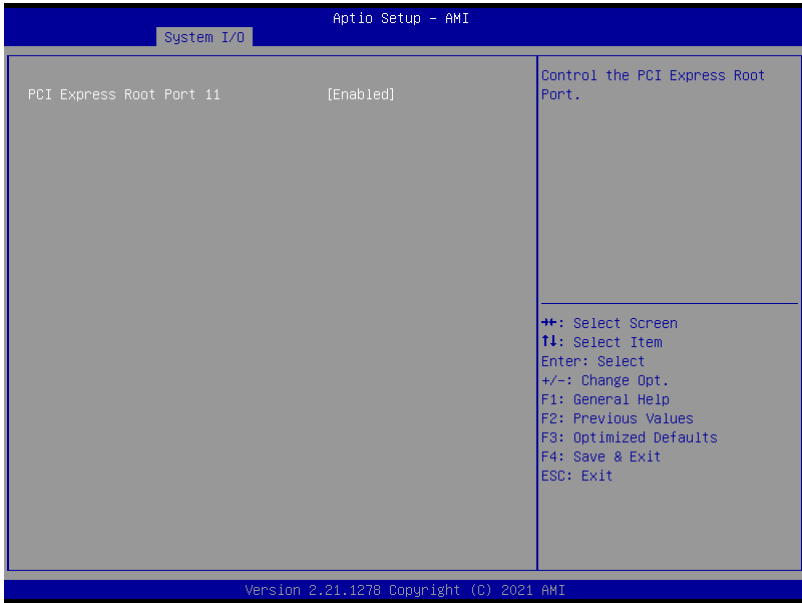 Aptio Setup – AMI
System I/O
PCI Express Root Port 11 [Enabled]
Control the PCI Express Root
Port.
→←: Select Screen
↑↓: Select Item
Enter: Select
+/-: Change Opt.
F1: General Help
F2: Previous Values
F3: Optimized Defaults
F4: Save & Exit
ESC: Exit
Version 2.21.1278 Copyright (C) 2021 AMI